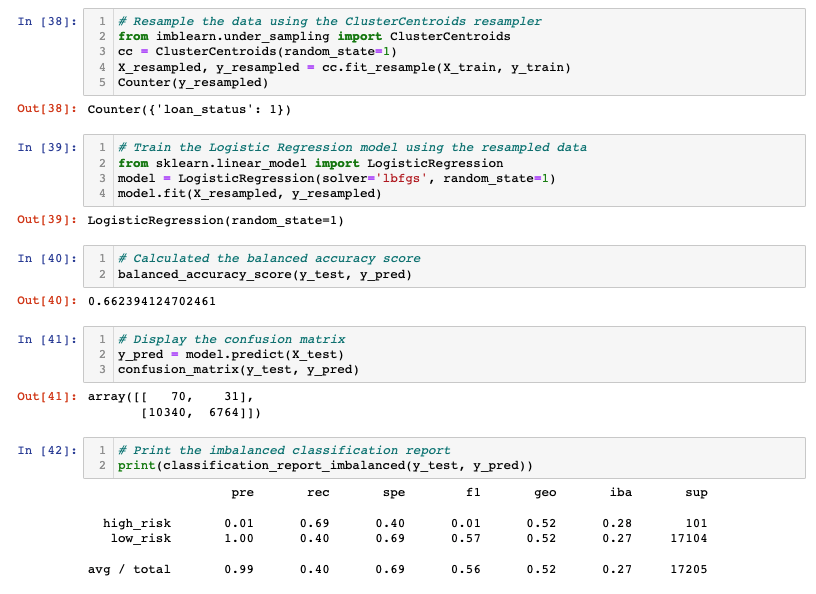 In [38]: 1 # Resample the data using the ClusterCentroids resampler
2 from imblearn.under_sampling import ClusterCentroids
3 cc = ClusterCentroids(random_state=1)
4 X_resampled, y_resampled = cc.fit_resample(X_train, y_train)
5 Counter(y_resampled)
Out[38]: Counter({'loan_status': 1})
In [39]: 1 # Train the Logistic Regression model using the resampled data
2 from sklearn.linear_model import LogisticRegression
3 model = LogisticRegression(solver='lbfgs', random_state=1)
4 model.fit(X_resampled, y_resampled)
Out[39]: LogisticRegression(random_state=1)
In [40]: 1 # Calculated the balanced accuracy score
2 balanced_accuracy_score(y_test, y_pred)
Out[40]: 0.662394124702461
In [41]: 1 # Display the confusion matrix
2 y_pred = model.predict(X_test)
3 confusion_matrix(y_test, y_pred)
Out[41]: array([[   70,    31],
[10340,  6764]])
In [42]: 1 # Print the imbalanced classification report
2 print(classification_report_imbalanced(y_test, y_pred))
pre rec spe f1 geo iba sup
high_risk 0.01 0.69 0.40 0.01 0.52 0.28 101
low_risk 1.00 0.40 0.69 0.57 0.52 0.27 17104
avg / total 0.99 0.40 0.69 0.56 0.52 0.27 17205